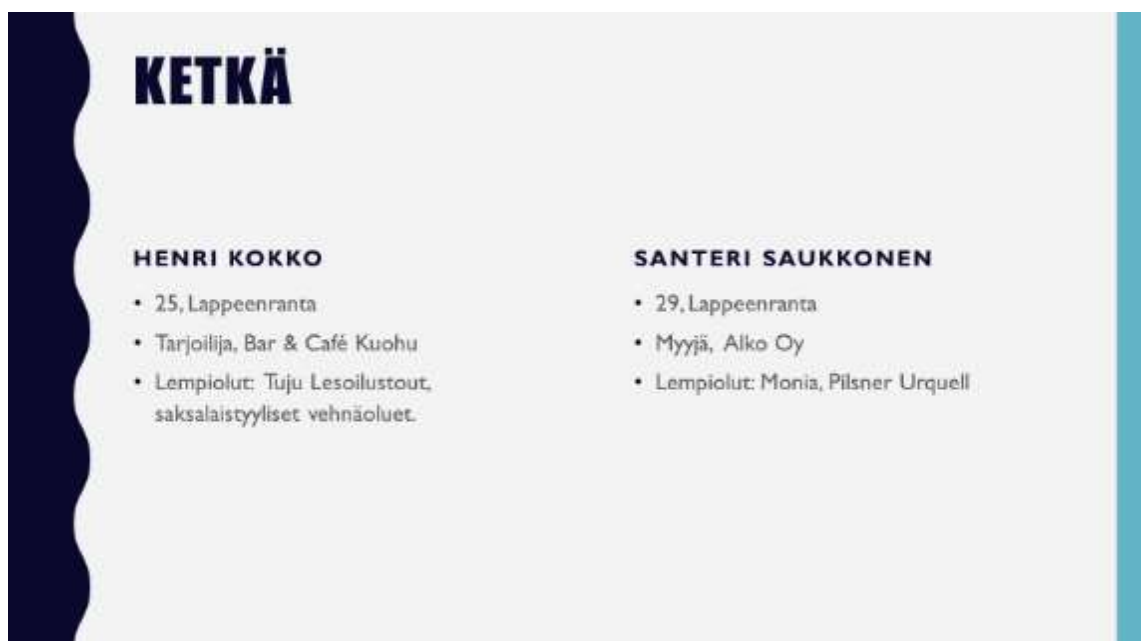 KETKÄ
HENRI KOKKO
• 25, Lappeenranta
• Tarjoilija, Bar & Café Kuohu
• Lempiolut: Tuju Lesoilustout,
saksalaistyyliset vehnäoluet.
SANTERI SAUKKONEN
• 29, Lappeenranta
• Myyjä, Alko Oy
• Lempiolut: Monia, Pilsner Urquell